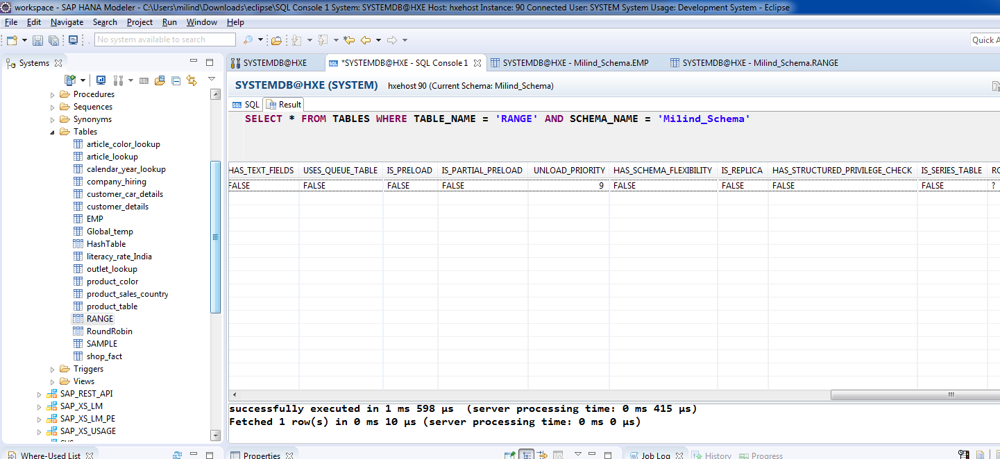 workspace - SAP HANA Modeler - C:\Users\milind\Downloads\eclipse\SQL Console 1 System: SYSTEMDB@HXE Host: hxehost Instance: 90 Connected User: SYSTEM System Usage: Development System - Eclipse
File Edit Navigate Search Project Run Window Help
No system available to search
Quick A
Systems
SYSTEMDB@HXE
*SYSTEMDB@HXE - SQL Console 1
SYSTEMDB@HXE - Milind_Schema.EMP
SYSTEMDB@HXE - Milind_Schema.RANGE
SQL
Procedures
Sequences
Synonyms
Tables
article_color_lookup
article_lookup
calendar_year_lookup
company_hiring
customer_car_details
customer_details
EMP
Global_temp
HashTable
literacy_rate_India
outlet_lookup
product_color
product_sales_country
product_table
RANGE
RoundRobin
SAMPLE
shop_fact
Triggers
Views
SAP_REST_API
SAP_XS_LM
SAP_XS_LM_PE
SAP_XS_USAGE
SYSTEMDB@HXE (SYSTEM) hxehost 90 (Current Schema: Milind_Schema)
SQL Result
SELECT * FROM TABLES WHERE TABLE_NAME = 'RANGE' AND SCHEMA_NAME = 'Milind_Schema'
HAS_TEXT_FIELDS USES_QUEUE_TABLE IS_PRELOAD IS_PARTIAL_PRELOAD UNLOAD_PRIORITY HAS_SCHEMA_FLEXIBILITY IS_REPLICA HAS_STRUCTURED_PRIVILEGE_CHECK IS_SERIES_TABLE RO
FALSE FALSE FALSE FALSE 9 FALSE FALSE FALSE FALSE ?
successfully executed in 1 ms 598 µs (server processing time: 0 ms 415 µs)
Fetched 1 row(s) in 0 ms 10 µs (server processing time: 0 ms 0 µs)
Where-Used List
Properties
Job Log
History
Progress